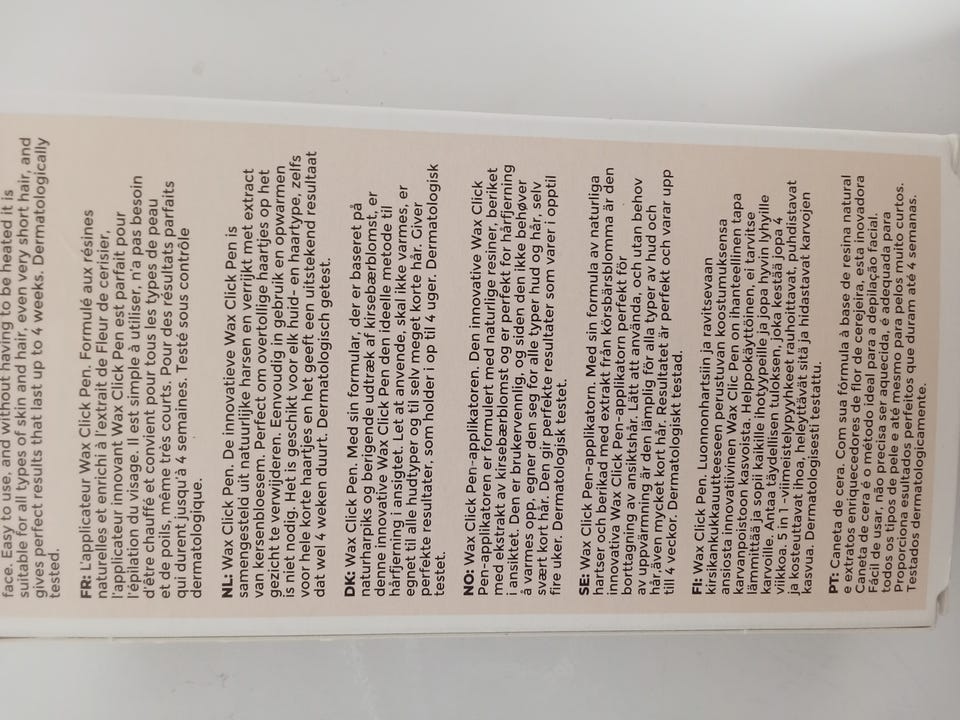 face. Easy to use, and without having to be heated it is
suitable for all types of skin and hair, even very short hair, and
gives perfect results that last up to 4 weeks. Dermatologically
tested.
FR: L'applicateur Wax Click Pen. Formulé aux résines
naturelles et enrichi à l'extrait de Fleur de cerisier,
l'applicateur innovant Wax Click Pen est parfait pour
l'épilation du visage. Il est simple à utiliser, n'a pas besoin
d'être chauffé et convient pour tous les types de peau
et de poils, même très courts. Pour des résultats parfaits
qui durent jusqu'à 4 semaines. Testé sous contrôle
dermatologique.
NL: Wax Click Pen. De innovatieve Wax Click Pen is
samengesteld uit natuurlijke harsen en verrijkt met extract
van kersenbloesem. Perfect om overtollige haartjes op het
gezicht te verwijderen. Eenvoudig in gebruik en opwarmen
is niet nodig. Het is geschikt voor elk huid- en haartype, zelfs
voor hele korte haartjes en het geeft een uitstekend resultaat
dat wel 4 weken duurt. Dermatologisch getest.
DK: Wax Click Pen. Med sin formular, der er baseret på
naturharpiks og berigende udtræk af kirsebærblomst, er
denne innovative Wax Click Pen den ideelle metode til
hårfjerning i ansigtet. Let at anvende, skal ikke varmes, er
egnet til alle hudtyper og til selv meget korte hår. Giver
perfekte resultater, som holder i op til 4 uger. Dermatologisk
testet.
NO: Wax Click Pen-applikatoren. Den innovative Wax Click
Pen-applikatoren er formulert med naturlige resiner, beriket
med ekstrakt av kirsebærblomst og er perfekt for hårfjerning
i ansiktet. Den er brukervennlig, og siden den ikke behøver
å varmes opp, egner den seg for alle typer hud og hår, selv
svært kort hår. Den gir perfekte resultater som varer i opptil
fire uker. Dermatologisk testet.
SE: Wax Click Pen-applikatorn. Med sin formula av naturliga
hartser och berikad med extrakt från körsbärsblomma är den
innovativa Wax Click Pen-applikatorn perfekt för
borttagning av ansiktshår. Lätt att använda, och utan behov
av uppvärmning är den lämplig för alla typer av hud och
hår, även mycket kort hår. Resultatet är perfekt och varar upp
till 4 veckor. Dermatologiskt testad.
FI: Wax Click Pen. Luonnonhartsiin ja ravitsevaan
kirsikankukkauutteeseen perustuvan koostumuksensa
ansiosta innovatiivinen Wax Clic Pen on ihanteellinen tapa
karvanpoistoon kasvoista. Helppokäyttöinen, ei tarvitse
lämmittää ja sopii kaikille ihotyypeille ja jopa hyvin lyhyille
karvoille. Antaa täydellisen tuloksen, joka kestää jopa 4
viikkoa. 5 in 1 -viimeistelypyyhkeet rauhoittavat, puhdistavat
ja kosteuttavat ihoa, heleyttävät sitä ja hidastavat karvojen
kasvua. Dermatologisesti testattu.
PT: Caneta de cera. Com sua fórmula à base de resina natural
e extratos enriquecedores de flor de cerejeira, esta inovadora
Caneta de cera é o método ideal para a depilação facial.
Fácil de usar, não precisa ser aquecida, é adequada para
todos os tipos de pele e até mesmo para pelos muito curtos.
Proporciona resultados perfeitos que duram até 4 semanas.
Testados dermatologicamente.